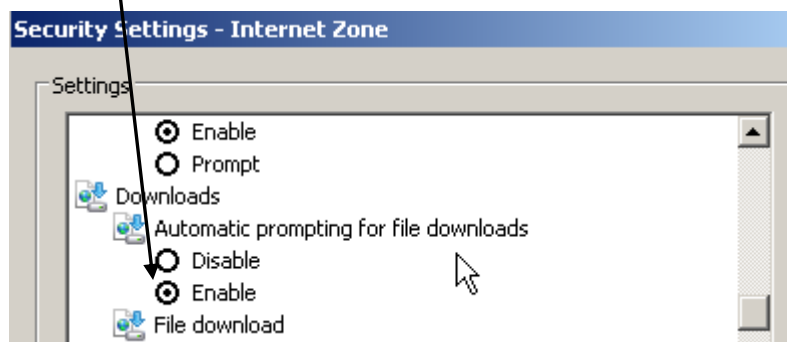 Security Settings - Internet Zone
Settings
Enable
Prompt
Downloads
Automatic prompting for file downloads
Disable
Enable
File download